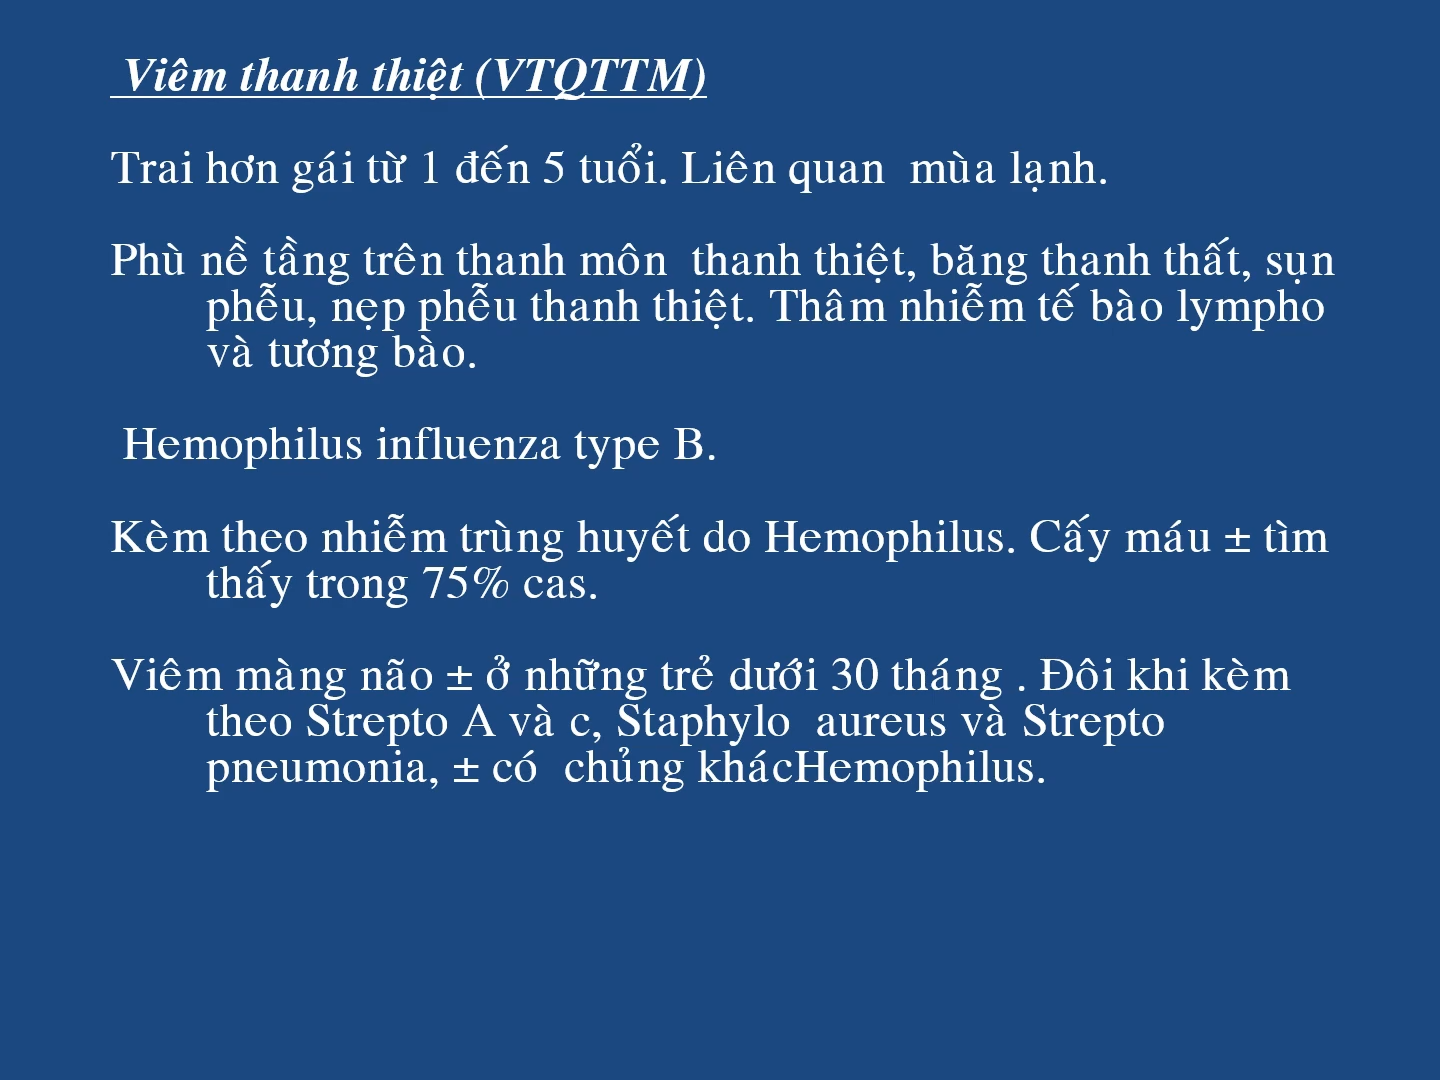 Viêm thanh thiệt (VTQTTM)
Trai hơn gái từ 1 đến 5 tuổi. Liên quan mùa lạnh.
Phù nề tầng trên thanh môn thanh thiệt, băng thanh thất, sụn
phễu, nẹp phễu thanh thiệt. Thâm nhiễm tế bào lympho
và tương bào.
Hemophilus influenza type B.
Kèm theo nhiễm trùng huyết do Hemophilus. Cấy máu ± tìm
thấy trong 75% cas.
Viêm màng não ± ở những trẻ dưới 30 tháng . Đôi khi kèm
theo Strepto A và c, Staphylo aureus và Strepto
pneumonia, ± có chủng khácHemophilus.